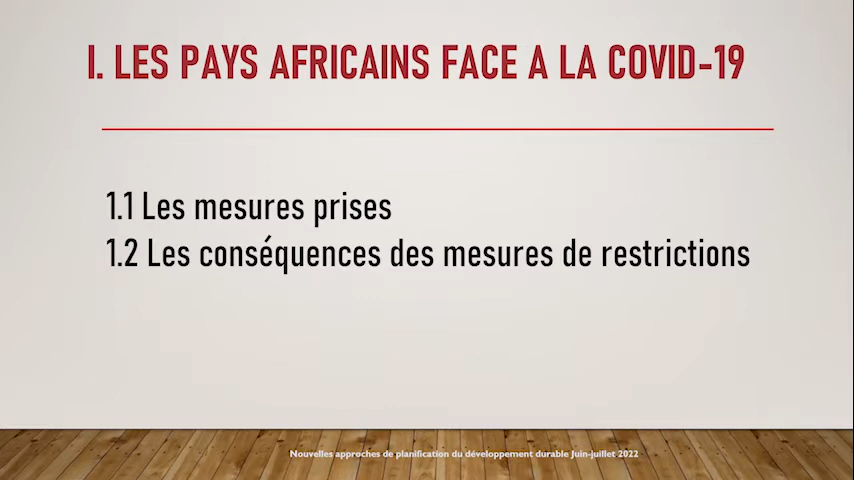 I. LES PAYS AFRICAINS FACE A LA COVID-19
1.1 Les mesures prises
1.2 Les conséquences des mesures de restrictions
Nouvelles approches de planification du développement durable Juin-juillet 2022